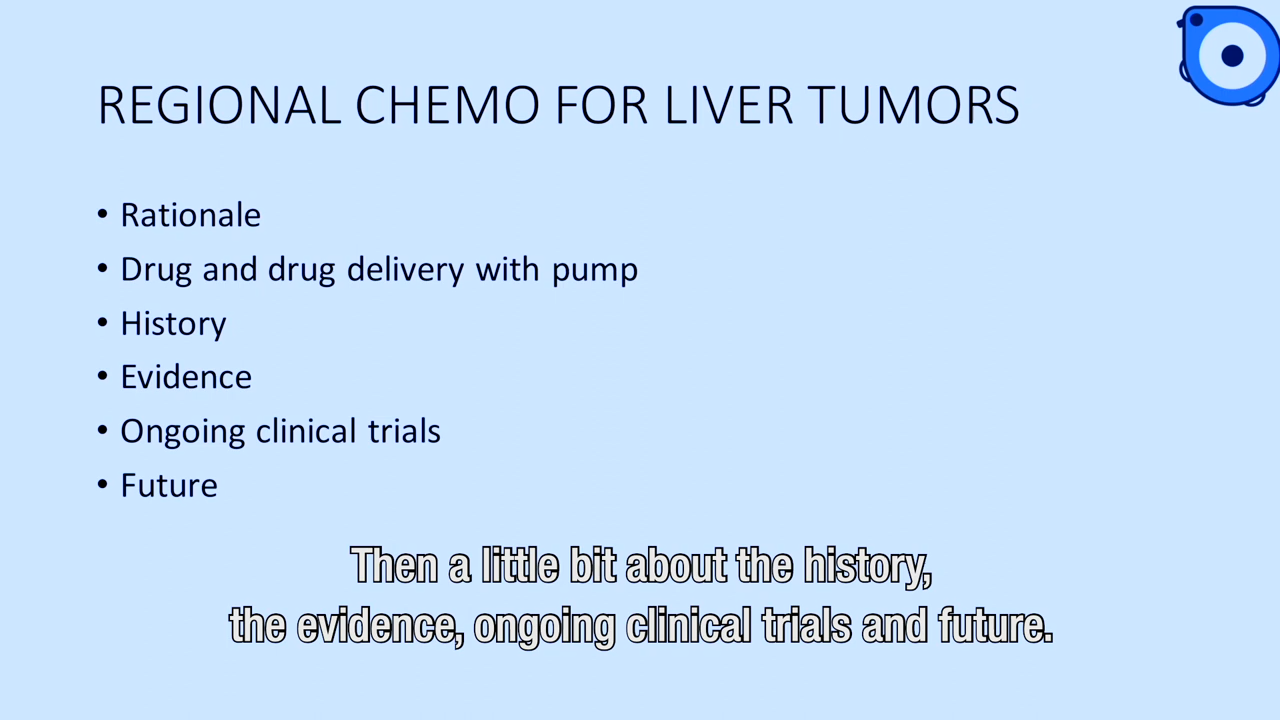 REGIONAL CHEMO FOR LIVER TUMORS
• Rationale
• Drug and drug delivery with pump
• History
• Evidence
• Ongoing clinical trials
• Future
Then a little bit about the history,
the evidence, ongoing clinical trials and future.